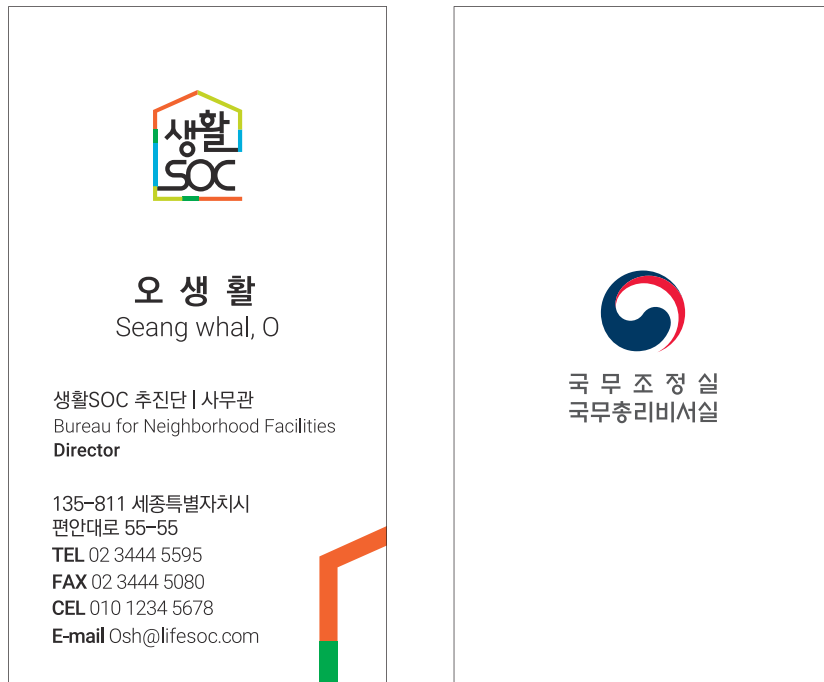 생활
SOC
오 생 활
Seang whal, O
생활SOC 추진단 | 사무관
Bureau for Neighborhood Facilities
Director
135-811 세종특별자치시
편안대로 55-55
TEL 02 3444 5595
FAX 02 3444 5080
CEL 010 1234 5678
E-mail Osh@lifesoc.com
국 무 조 정 실
국무총리비서실